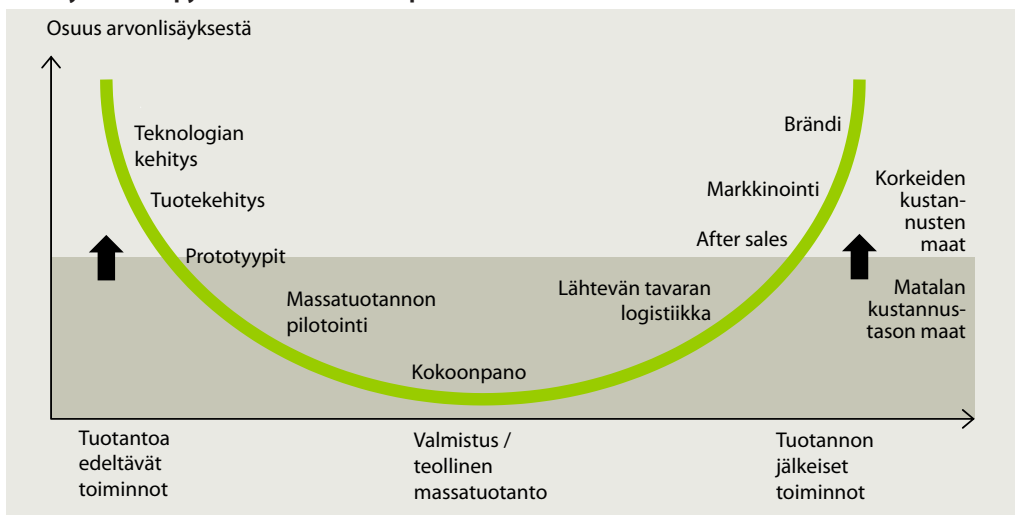 Osuus arvonlisäyksestä
Teknologian
kehitys
Tuotekehitys
Prototyypit
Massatuotannon
pilotointi
Kokoonpano
Lähtevän tavaran
logistiikka
After sales
Markkinointi
Brändi
Korkeiden
kustan-
nusten
maat
Matalan
kustannus-
tason maat
Tuotantoa
edeltävät
toiminnot
Valmistus /
teollinen
massatuotanto
Tuotannon
jälkeiset
toiminnot